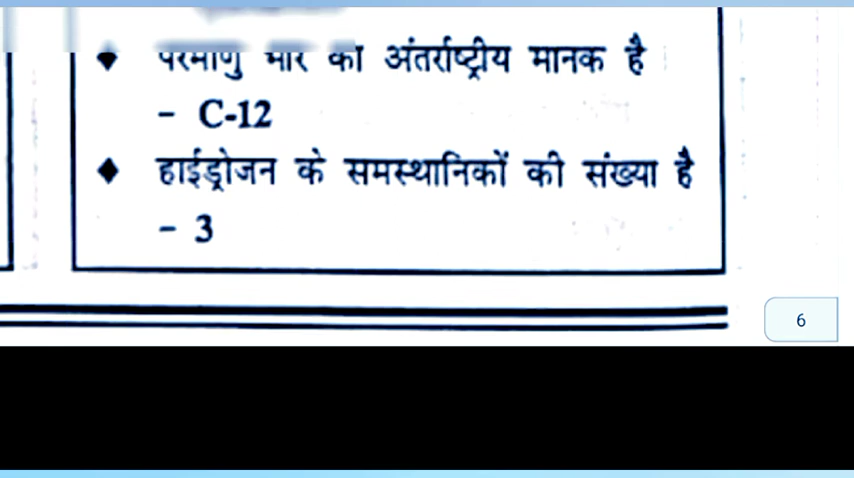 ♦ परमाणु भार का अंतर्राष्ट्रीय मानक है
– C-12
♦ हाईड्रोजन के समस्थानिकों की संख्या है
– 3
6